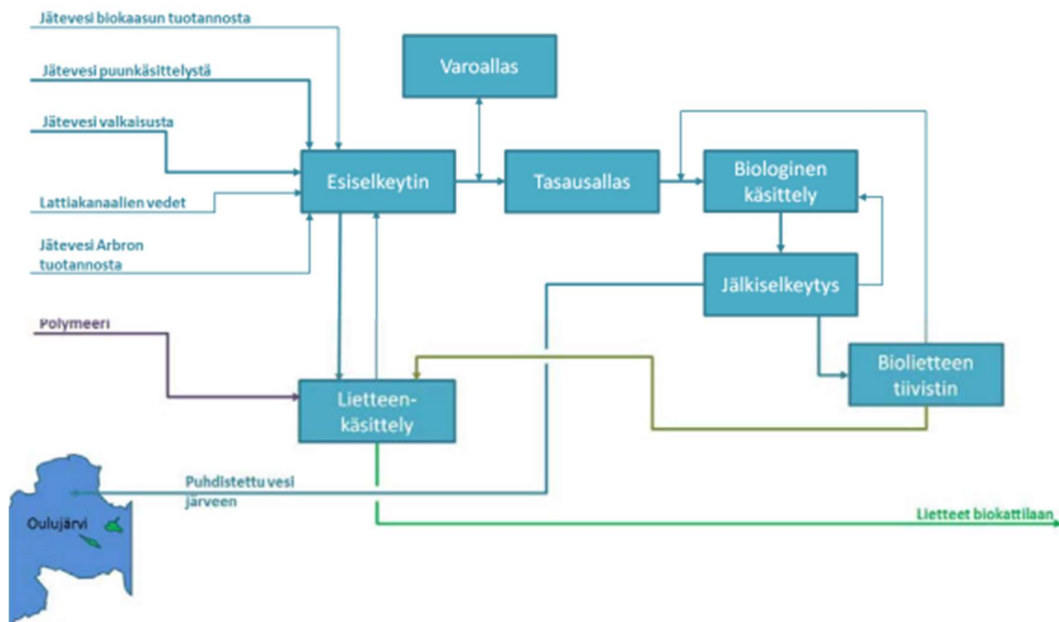 Jätevesi biokaasun tuotannosta
Jätevesi puunkäsittelystä
Varoallas
Jätevesi valkaisusta
Esiselkeytin
Tasausallas
Biologinen
käsittely
Lattiakanaalien vedet
Jätevesi Arbron
tuotannosta
Jälkiselkeytys
Polymeeri
Biolietteen
tiivistin
Lietteen-
käsittely
Puhdistettu vesi
järveen
Oulujärvi
Lietteet biokattilaan